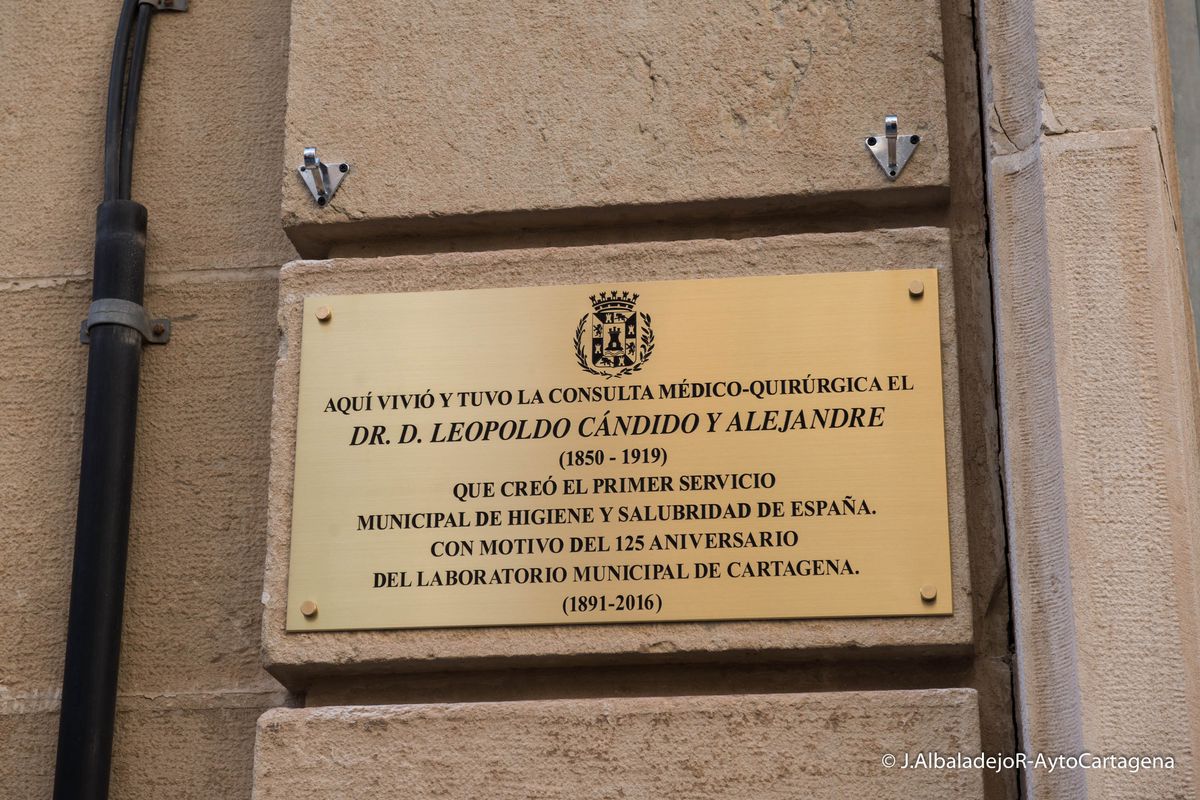 AQUÍ VIVIÓ Y TUVO LA CONSULTA MÉDICO-QUIRÚRGICA EL
DR. D. LEOPOLDO CÁNDIDO Y ALEJANDRE
(1850 - 1919)
QUE CREÓ EL PRIMER SERVICIO
MUNICIPAL DE HIGIENE Y SALUBRIDAD DE ESPAÑA.
CON MOTIVO DEL 125 ANIVERSARIO
DEL LABORATORIO MUNICIPAL DE CARTAGENA.
(1891-2016)
© J.AlbaladejoR-AytoCartagena